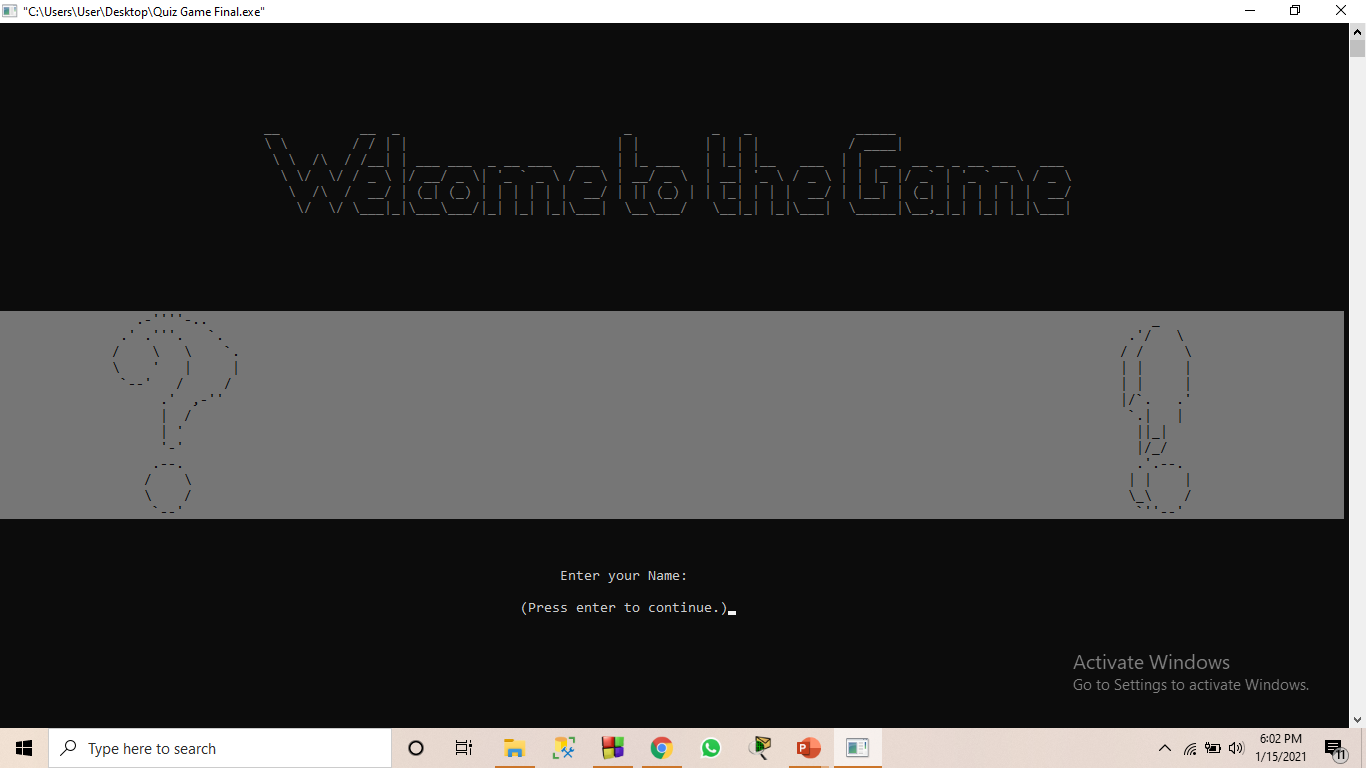 "C:\Users\User\Desktop\Quiz Game Final.exe"
Welcome to the Game
? !
Enter your Name:
(Press enter to continue.)
Activate Windows
Go to Settings to activate Windows.
Type here to search
6:02 PM
1/15/2021
11